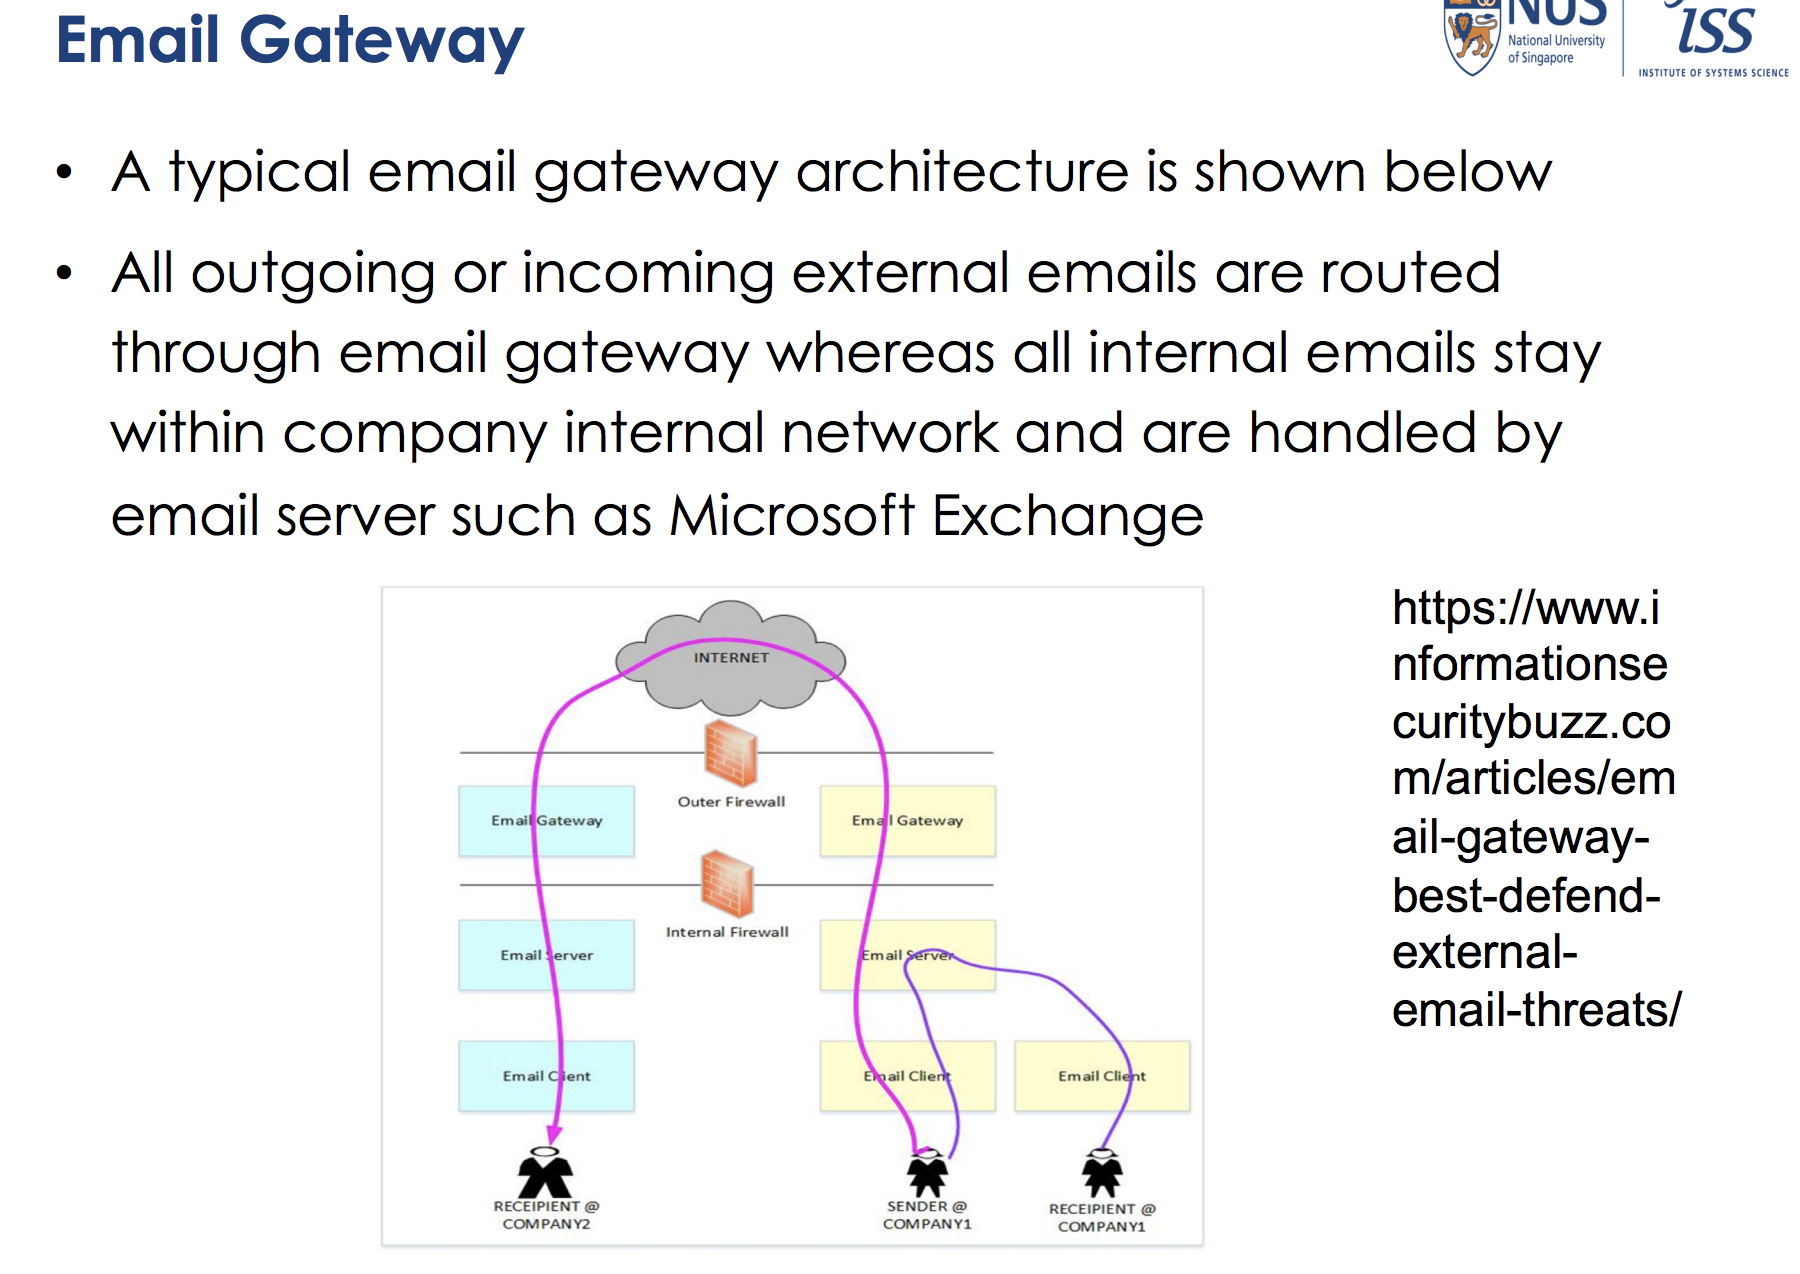 Email Gateway
NUS
National University
of Singapore
iss
INSTITUTE OF SYSTEMS SCIENCE
• A typical email gateway architecture is shown below
• All outgoing or incoming external emails are routed
through email gateway whereas all internal emails stay
within company internal network and are handled by
email server such as Microsoft Exchange
INTERNET
Outer Firewall
Email Gateway
Email Gateway
Internal Firewall
Email Server
Email Server
Email Client
Email Client
Email Client
RECEIPIENT @
COMPANY2
SENDER @
COMPANY1
RECEIPIENT @
COMPANY1
https://www.i
nformationse
curitybuzz.co
m/articles/em
ail-gateway-
best-defend-
external-
email-threats/